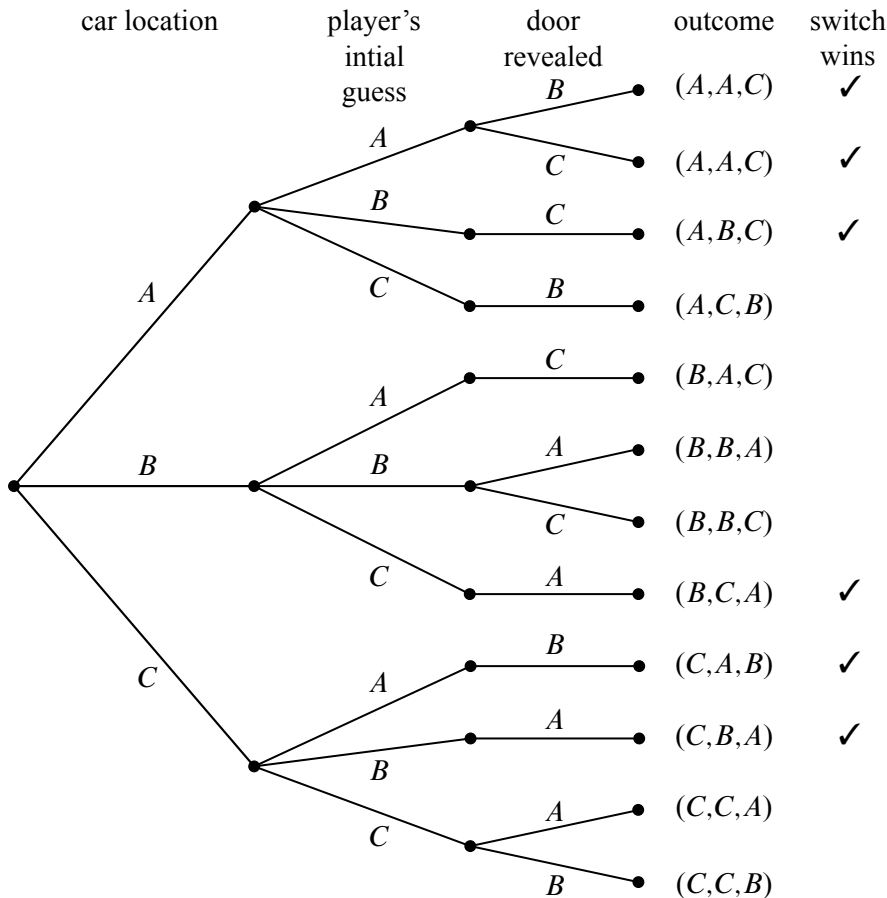 car location player's door outcome switch
intial revealed wins
guess
B (A,A,C) ✓
A
C (A,A,C) ✓
B C (A,B,C) ✓
A C B (A,C,B)
A C (B,A,C)
A (B,B,A)
B B
C (B,B,C)
C A (B,C,A) ✓
B (C,A,B) ✓
C A
A (C,B,A) ✓
B
A (C,C,A)
C
B (C,C,B)